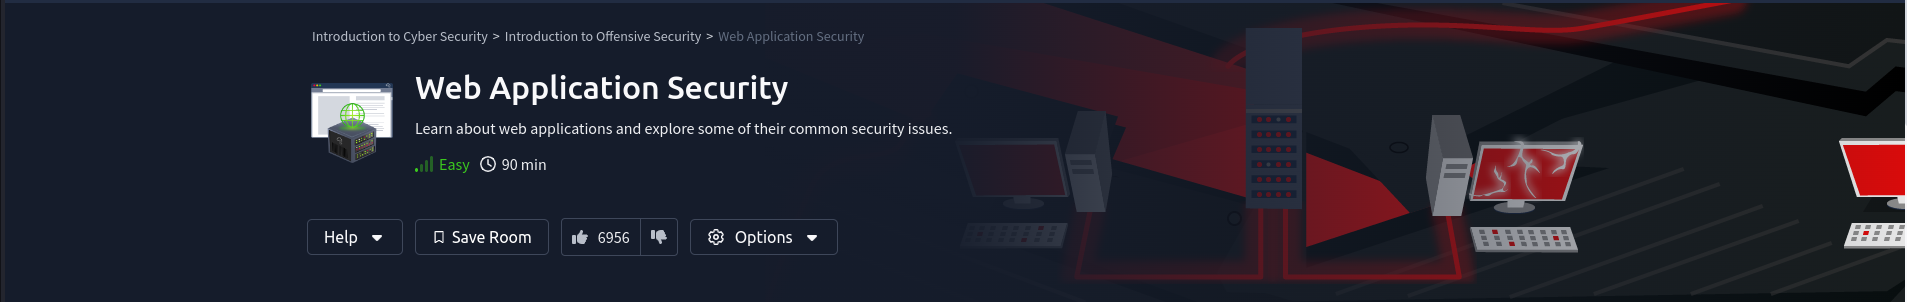 Introduction to Cyber Security > Introduction to Offensive Security > Web Application Security
Web Application Security
Learn about web applications and explore some of their common security issues.
Easy 90 min
Help Save Room 6956 Options